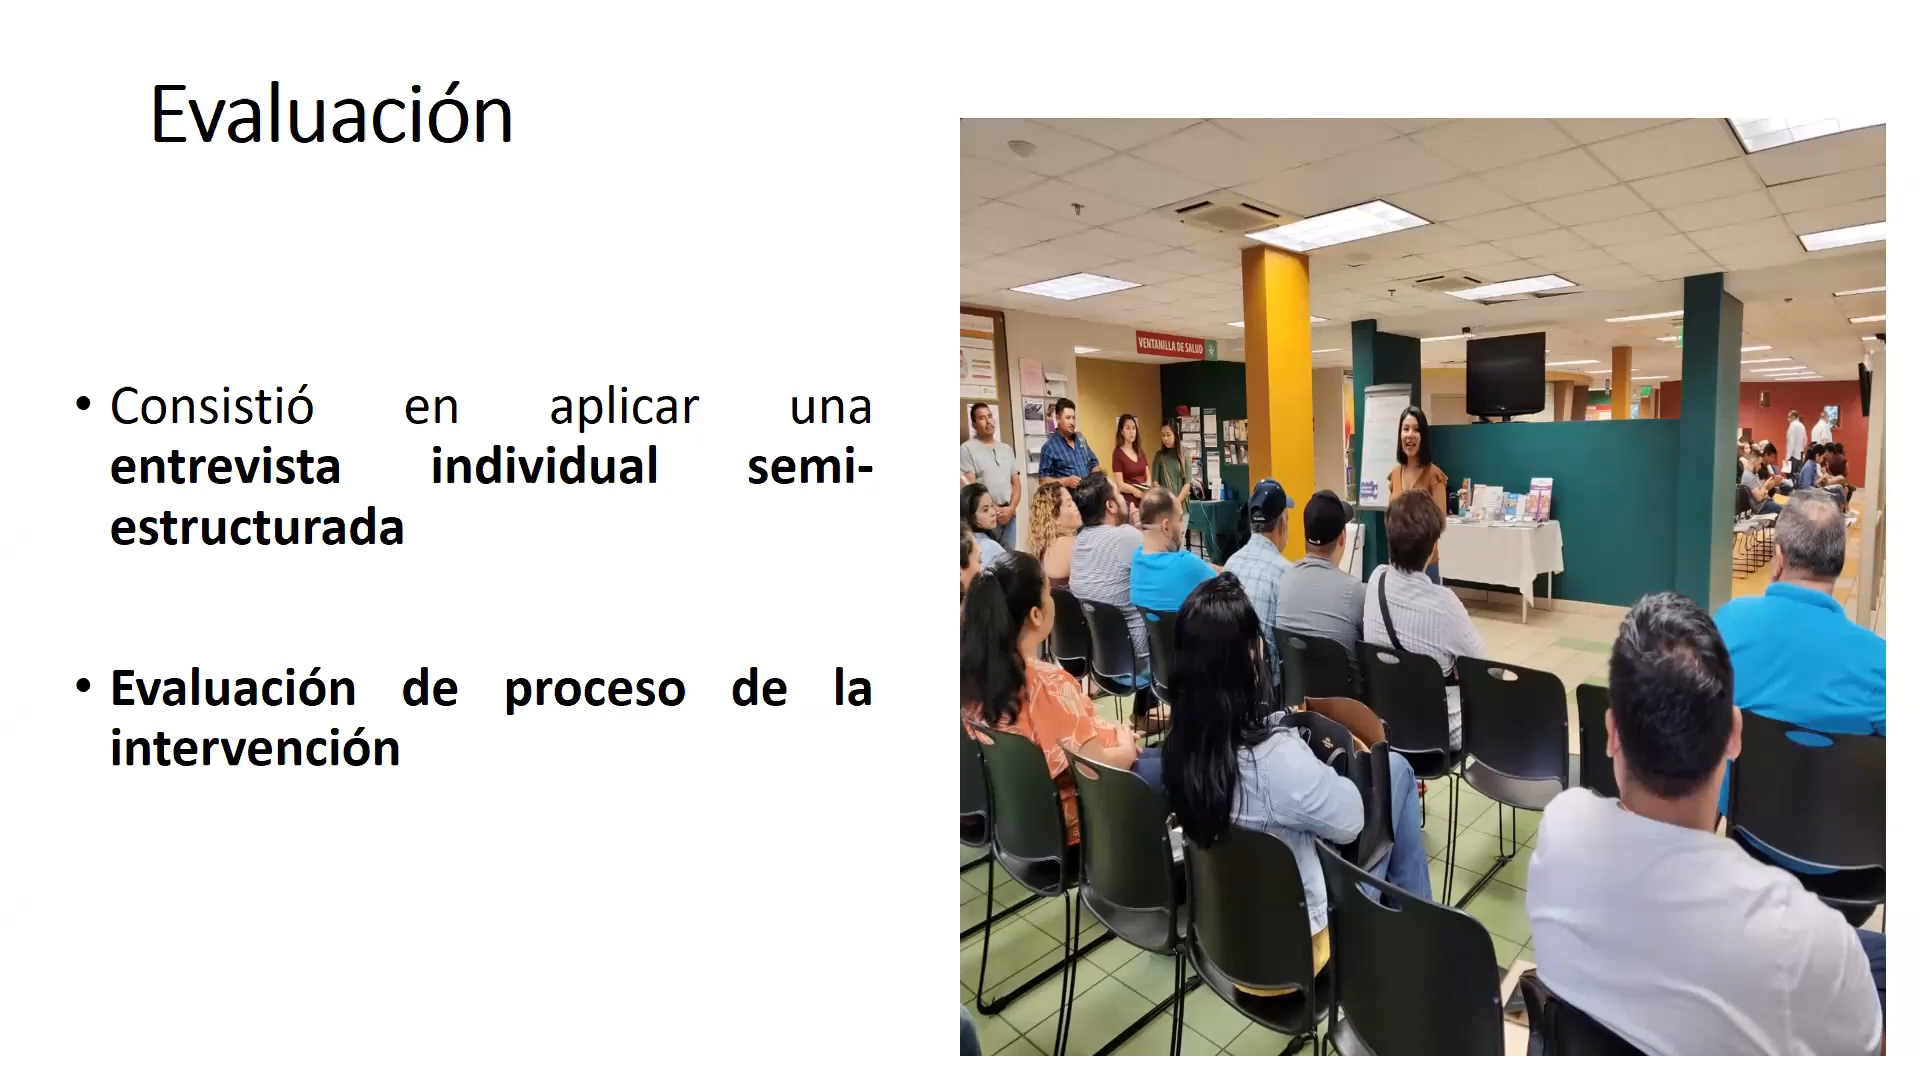 Evaluación
• Consistió en aplicar una
entrevista individual semi-
estructurada
• Evaluación de proceso de la
intervención
VENTANILLA DE SALUD